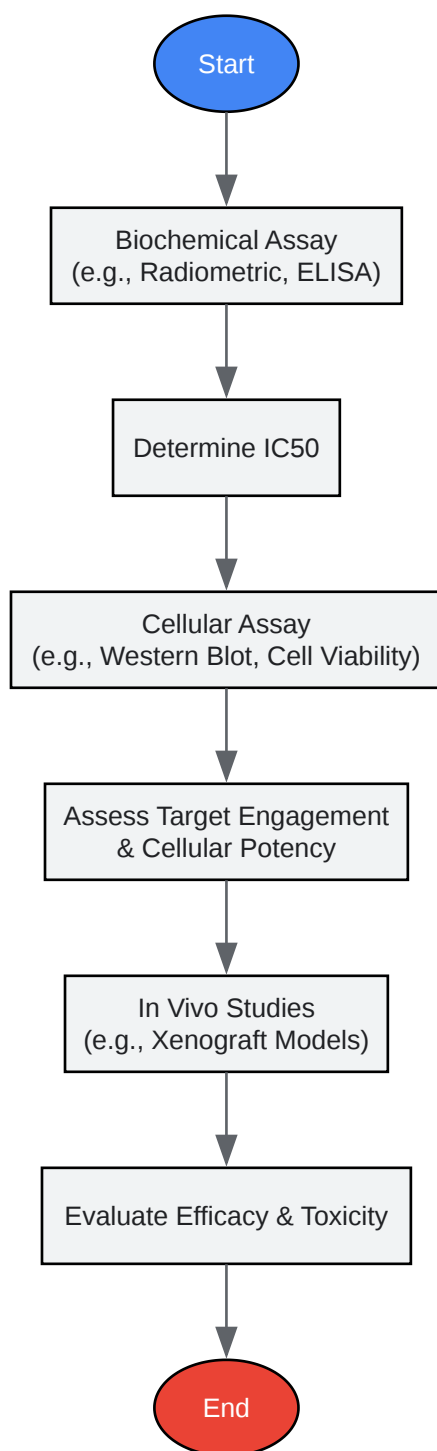 Start
Biochemical Assay
(e.g., Radiometric, ELISA)
Determine IC50
Cellular Assay
(e.g., Western Blot, Cell Viability)
Assess Target Engagement
& Cellular Potency
In Vivo Studies
(e.g., Xenograft Models)
Evaluate Efficacy & Toxicity
End